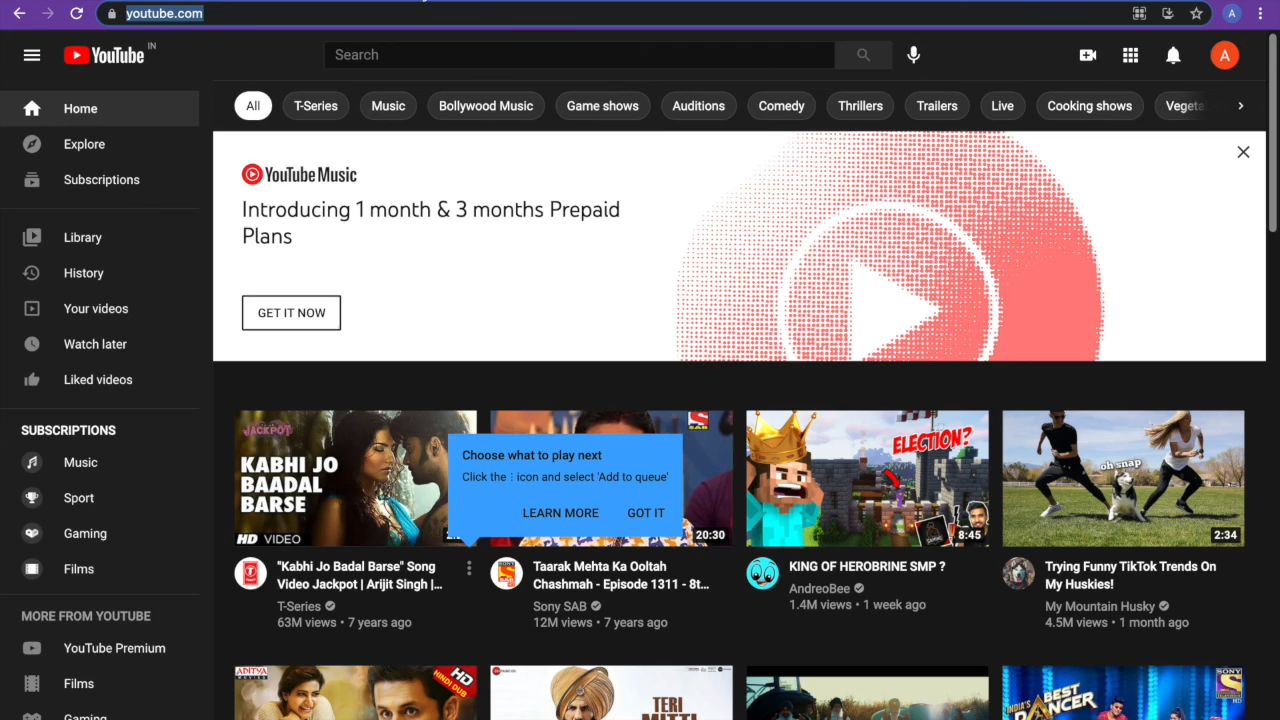 youtube.com
A
YouTube IN
Search
A
All
T-Series
Music
Bollywood Music
Game shows
Auditions
Comedy
Thrillers
Trailers
Live
Cooking shows
Home
Explore
Subscriptions
Library
History
Your videos
Watch later
Liked videos
SUBSCRIPTIONS
Music
Sport
Gaming
Films
MORE FROM YOUTUBE
YouTube Premium
Films
Gaming
YouTube Music
Introducing 1 month & 3 months Prepaid
Plans
GET IT NOW
JACKPOT
KABHI JO
BAADAL
BARSE
HD VIDEO
SAB
20:30
Choose what to play next
Click the ⋮ icon and select 'Add to queue'
LEARN MORE
GOT IT
ELECTION?
8:45
oh snap
2:34
"Kabhi Jo Badal Barse" Song
Video Jackpot | Arijit Singh |...
T-Series
63M views • 7 years ago
Taarak Mehta Ka Ooltah
Chashmah - Episode 1311 - 8t...
Sony SAB
12M views • 7 years ago
KING OF HEROBRINE SMP ?
AndreoBee
1.4M views • 1 week ago
Trying Funny TikTok Trends On
My Huskies!
My Mountain Husky
4.5M views • 1 month ago
ADITYA
HD
HINDI DUB
TERI
MITTI
INDIA'S
BEST
DANCER
SONY
HD